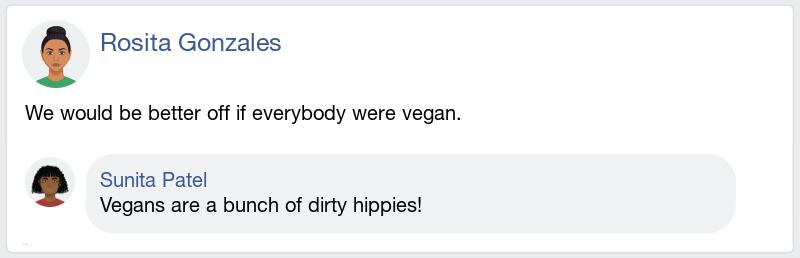 Rosita Gonzales
We would be better off if everybody were vegan.
Sunita Patel
Vegans are a bunch of dirty hippies!